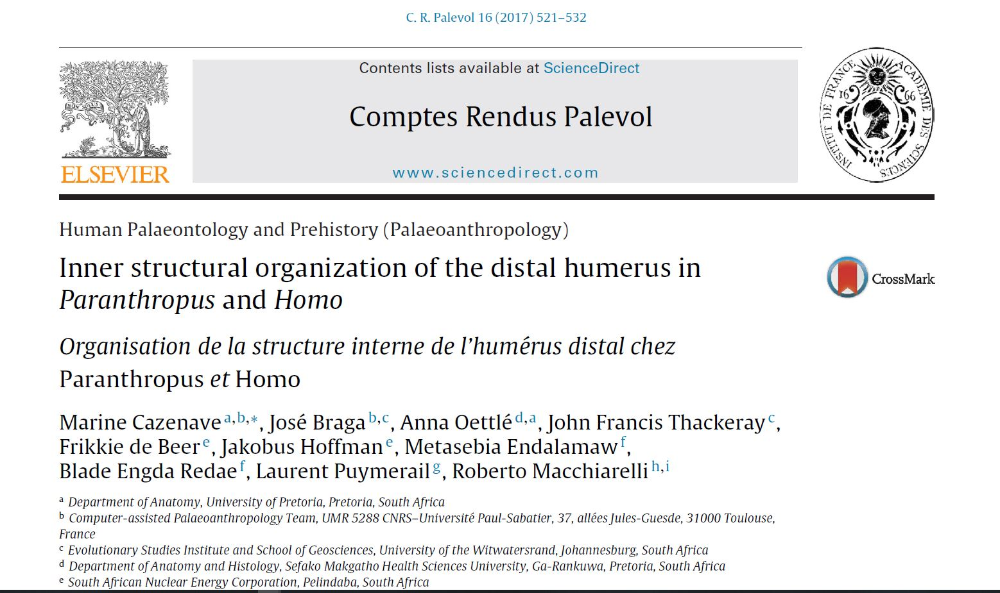 C. R. Palevol 16 (2017) 521–532
Contents lists available at ScienceDirect
Comptes Rendus Palevol
www.sciencedirect.com
NON SOLUS
ELSEVIER
INSTITUT DE FRANCE ACADEMIE DES SCIENCES
16 66
Human Palaeontology and Prehistory (Palaeoanthropology)
Inner structural organization of the distal humerus in
Paranthropus and Homo
CrossMark
Organisation de la structure interne de l’humérus distal chez
Paranthropus et Homo
Marine Cazenave a,b,∗, José Braga b,c, Anna Oettlé d,a, John Francis Thackeray c,
Frikkie de Beer e, Jakobus Hoffman e, Metasebia Endalamaw f,
Blade Engda Redae f, Laurent Puymerail g, Roberto Macchiarelli h,i
a Department of Anatomy, University of Pretoria, Pretoria, South Africa
b Computer-assisted Palaeoanthropology Team, UMR 5288 CNRS–Université Paul-Sabatier, 37, allées Jules-Guesde, 31000 Toulouse,
France
c Evolutionary Studies Institute and School of Geosciences, University of the Witwatersrand, Johannesburg, South Africa
d Department of Anatomy and Histology, Sefako Makgatho Health Sciences University, Ga-Rankuwa, Pretoria, South Africa
e South African Nuclear Energy Corporation, Pelindaba, South Africa